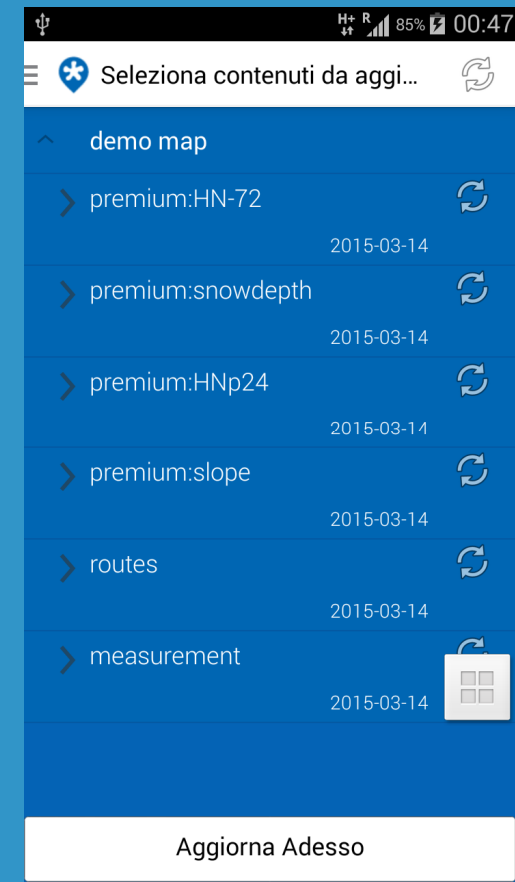 H+ R 85% 00:47
Seleziona contenuti da aggi...
demo map
premium:HN-72
2015-03-14
premium:snowdepth
2015-03-14
premium:HNp24
2015-03-14
premium:slope
2015-03-14
routes
2015-03-14
measurement
2015-03-14
Aggiorna Adesso